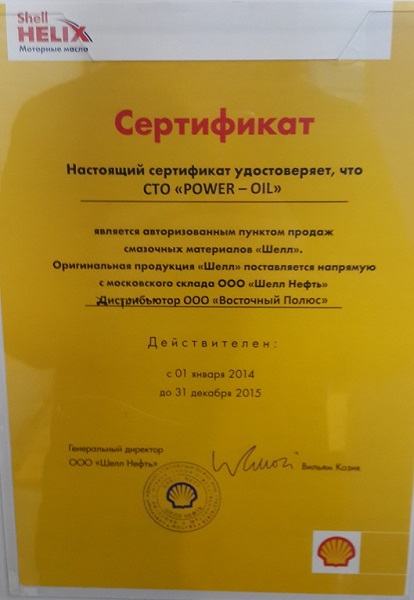 Shell
HELIX
Моторные масла
Сертификат
Настоящий сертификат удостоверяет, что
СТО «POWER – OIL»
является авторизованным пунктом продаж
смазочных материалов «Шелл».
Оригинальная продукция «Шелл» поставляется напрямую
с московского склада ООО «Шелл Нефть»
Дистрибьютор ООО «Восточный Полюс»
Действителен:
с 01 января 2014
до 31 декабря 2015
Генеральный директор
ООО «Шелл Нефть»
Вильям Козик